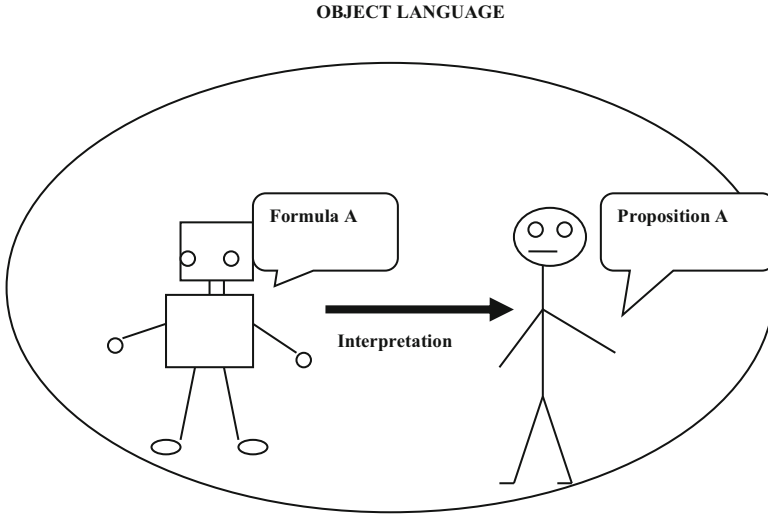 OBJECT LANGUAGE
Formula A
Proposition A
Interpretation